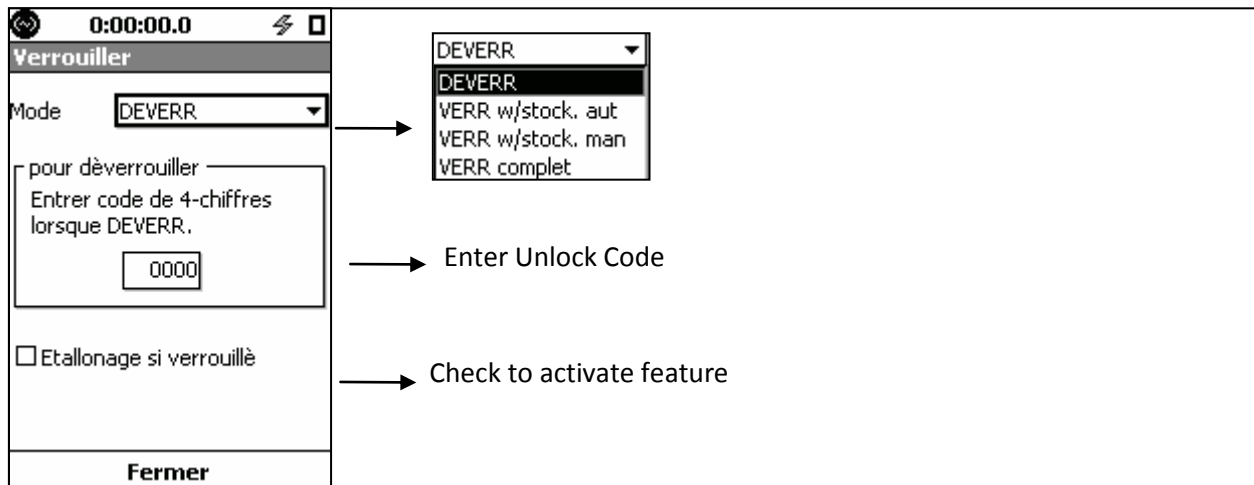 0:00:00.0
Verrouiller
Mode DEVERR
pour dèverrouiller
Entrer code de 4-chiffres
lorsque DEVERR.
0000
Etallonage si verrouillè
Fermer
DEVERR
DEVERR
VERR w/stock. aut
VERR w/stock. man
VERR complet
Enter Unlock Code
Check to activate feature